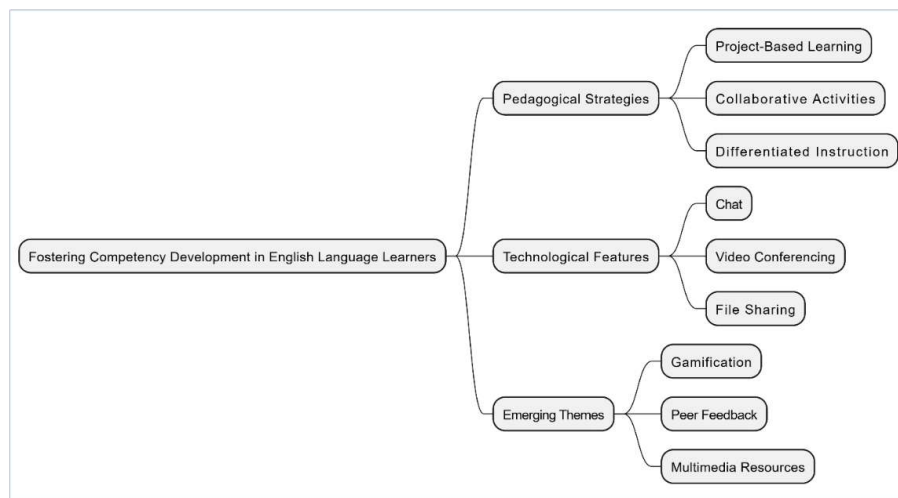 Fostering Competency Development in English Language Learners
Pedagogical Strategies
Project-Based Learning
Collaborative Activities
Differentiated Instruction
Technological Features
Chat
Video Conferencing
File Sharing
Emerging Themes
Gamification
Peer Feedback
Multimedia Resources